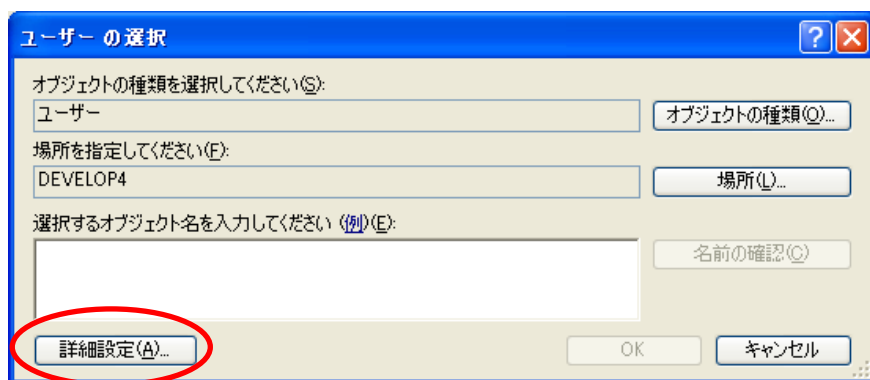 ユーザー の選択
オブジェクトの種類を選択してください(S):
ユーザー
オブジェクトの種類(O)...
場所を指定してください(F):
DEVELOP4
場所(L)...
選択するオブジェクト名を入力してください (例)(E):
名前の確認(C)
詳細設定(A)...
OK
キャンセル